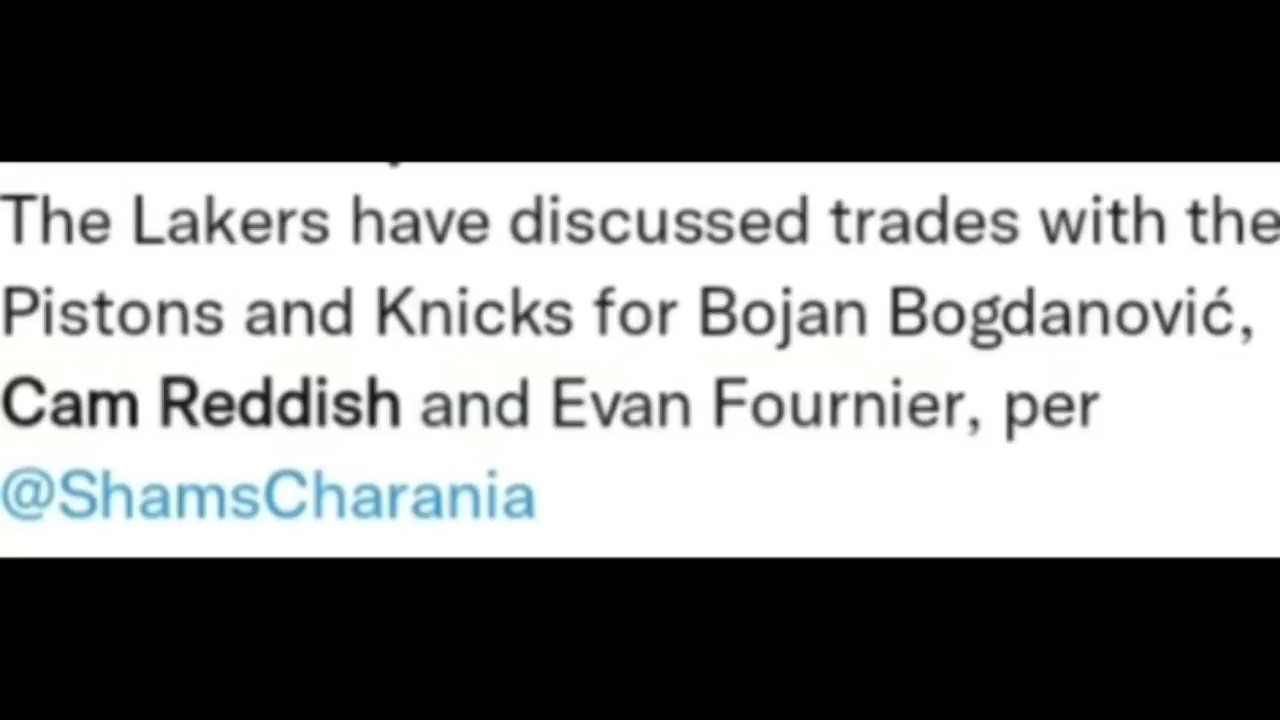 The Lakers have discussed trades with the
Pistons and Knicks for Bojan Bogdanović,
Cam Reddish and Evan Fournier, per
@ShamsCharania